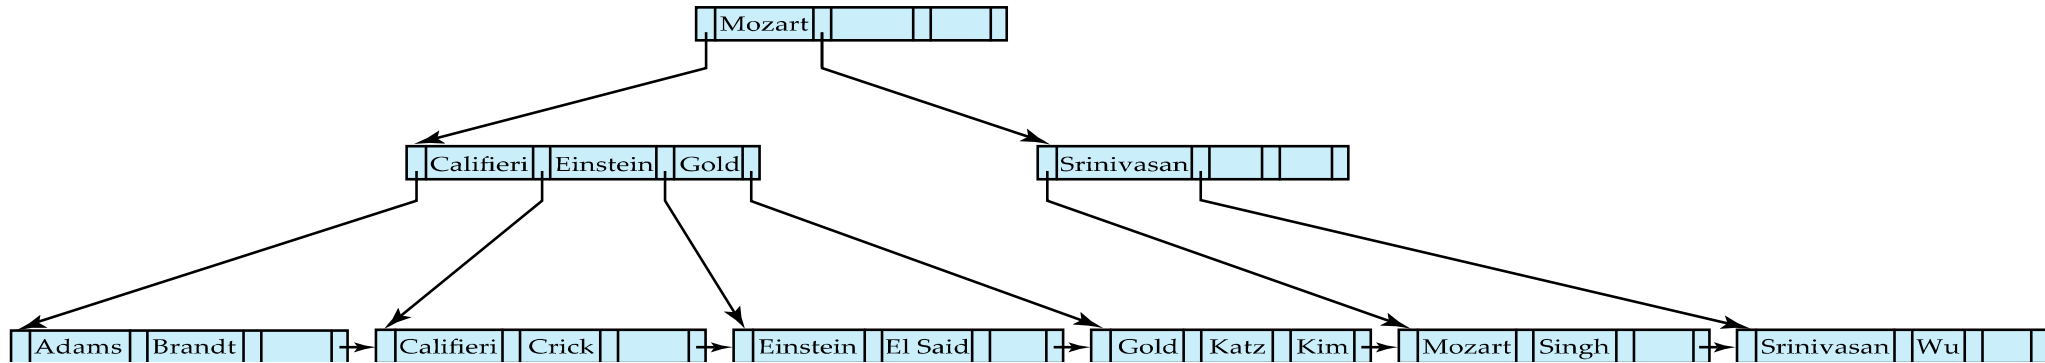 Mozart
Califieri Einstein Gold Srinivasan
Adams Brandt Califieri Crick Einstein El Said Gold Katz Kim Mozart Singh Srinivasan Wu